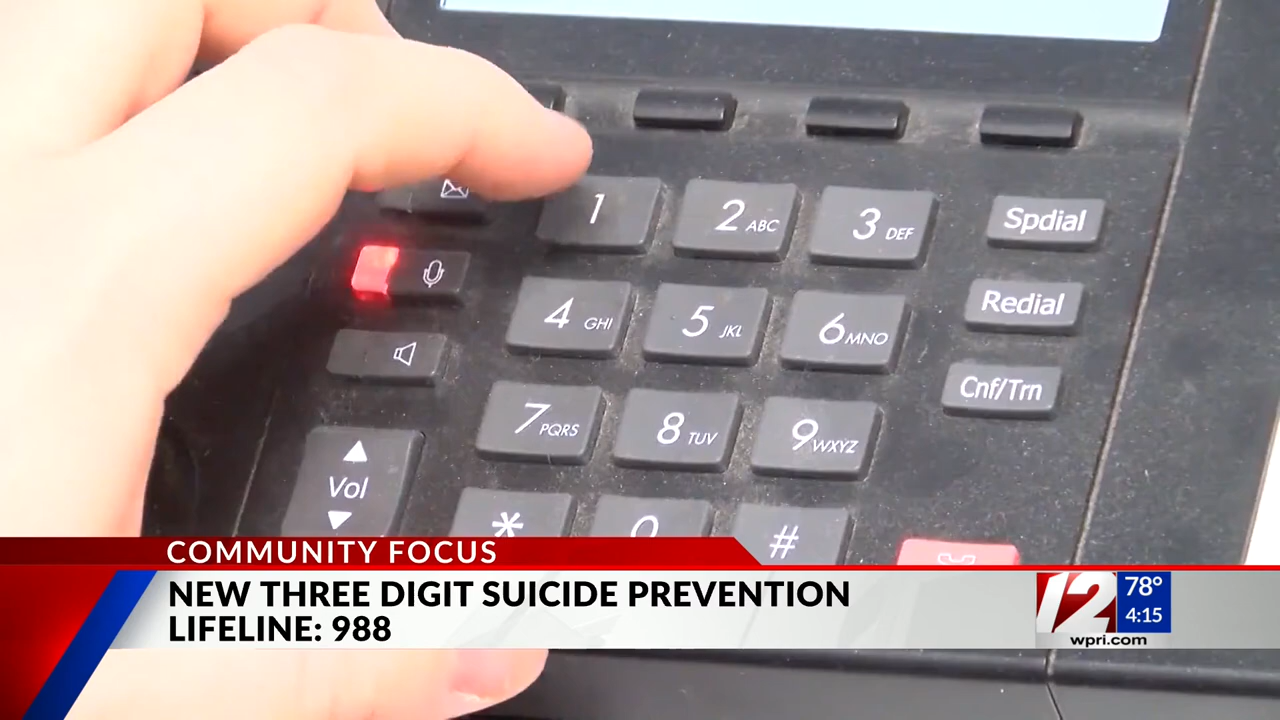 1
2 ABC
3 DEF
Spdial
4 GHI
5 JKL
6 MNO
Redial
7 PQRS
8 TUV
9 WXYZ
Cnf/Trn
Vol
*
0
#
COMMUNITY FOCUS
NEW THREE DIGIT SUICIDE PREVENTION
LIFELINE: 988
12
78°
4:15
wpri.com